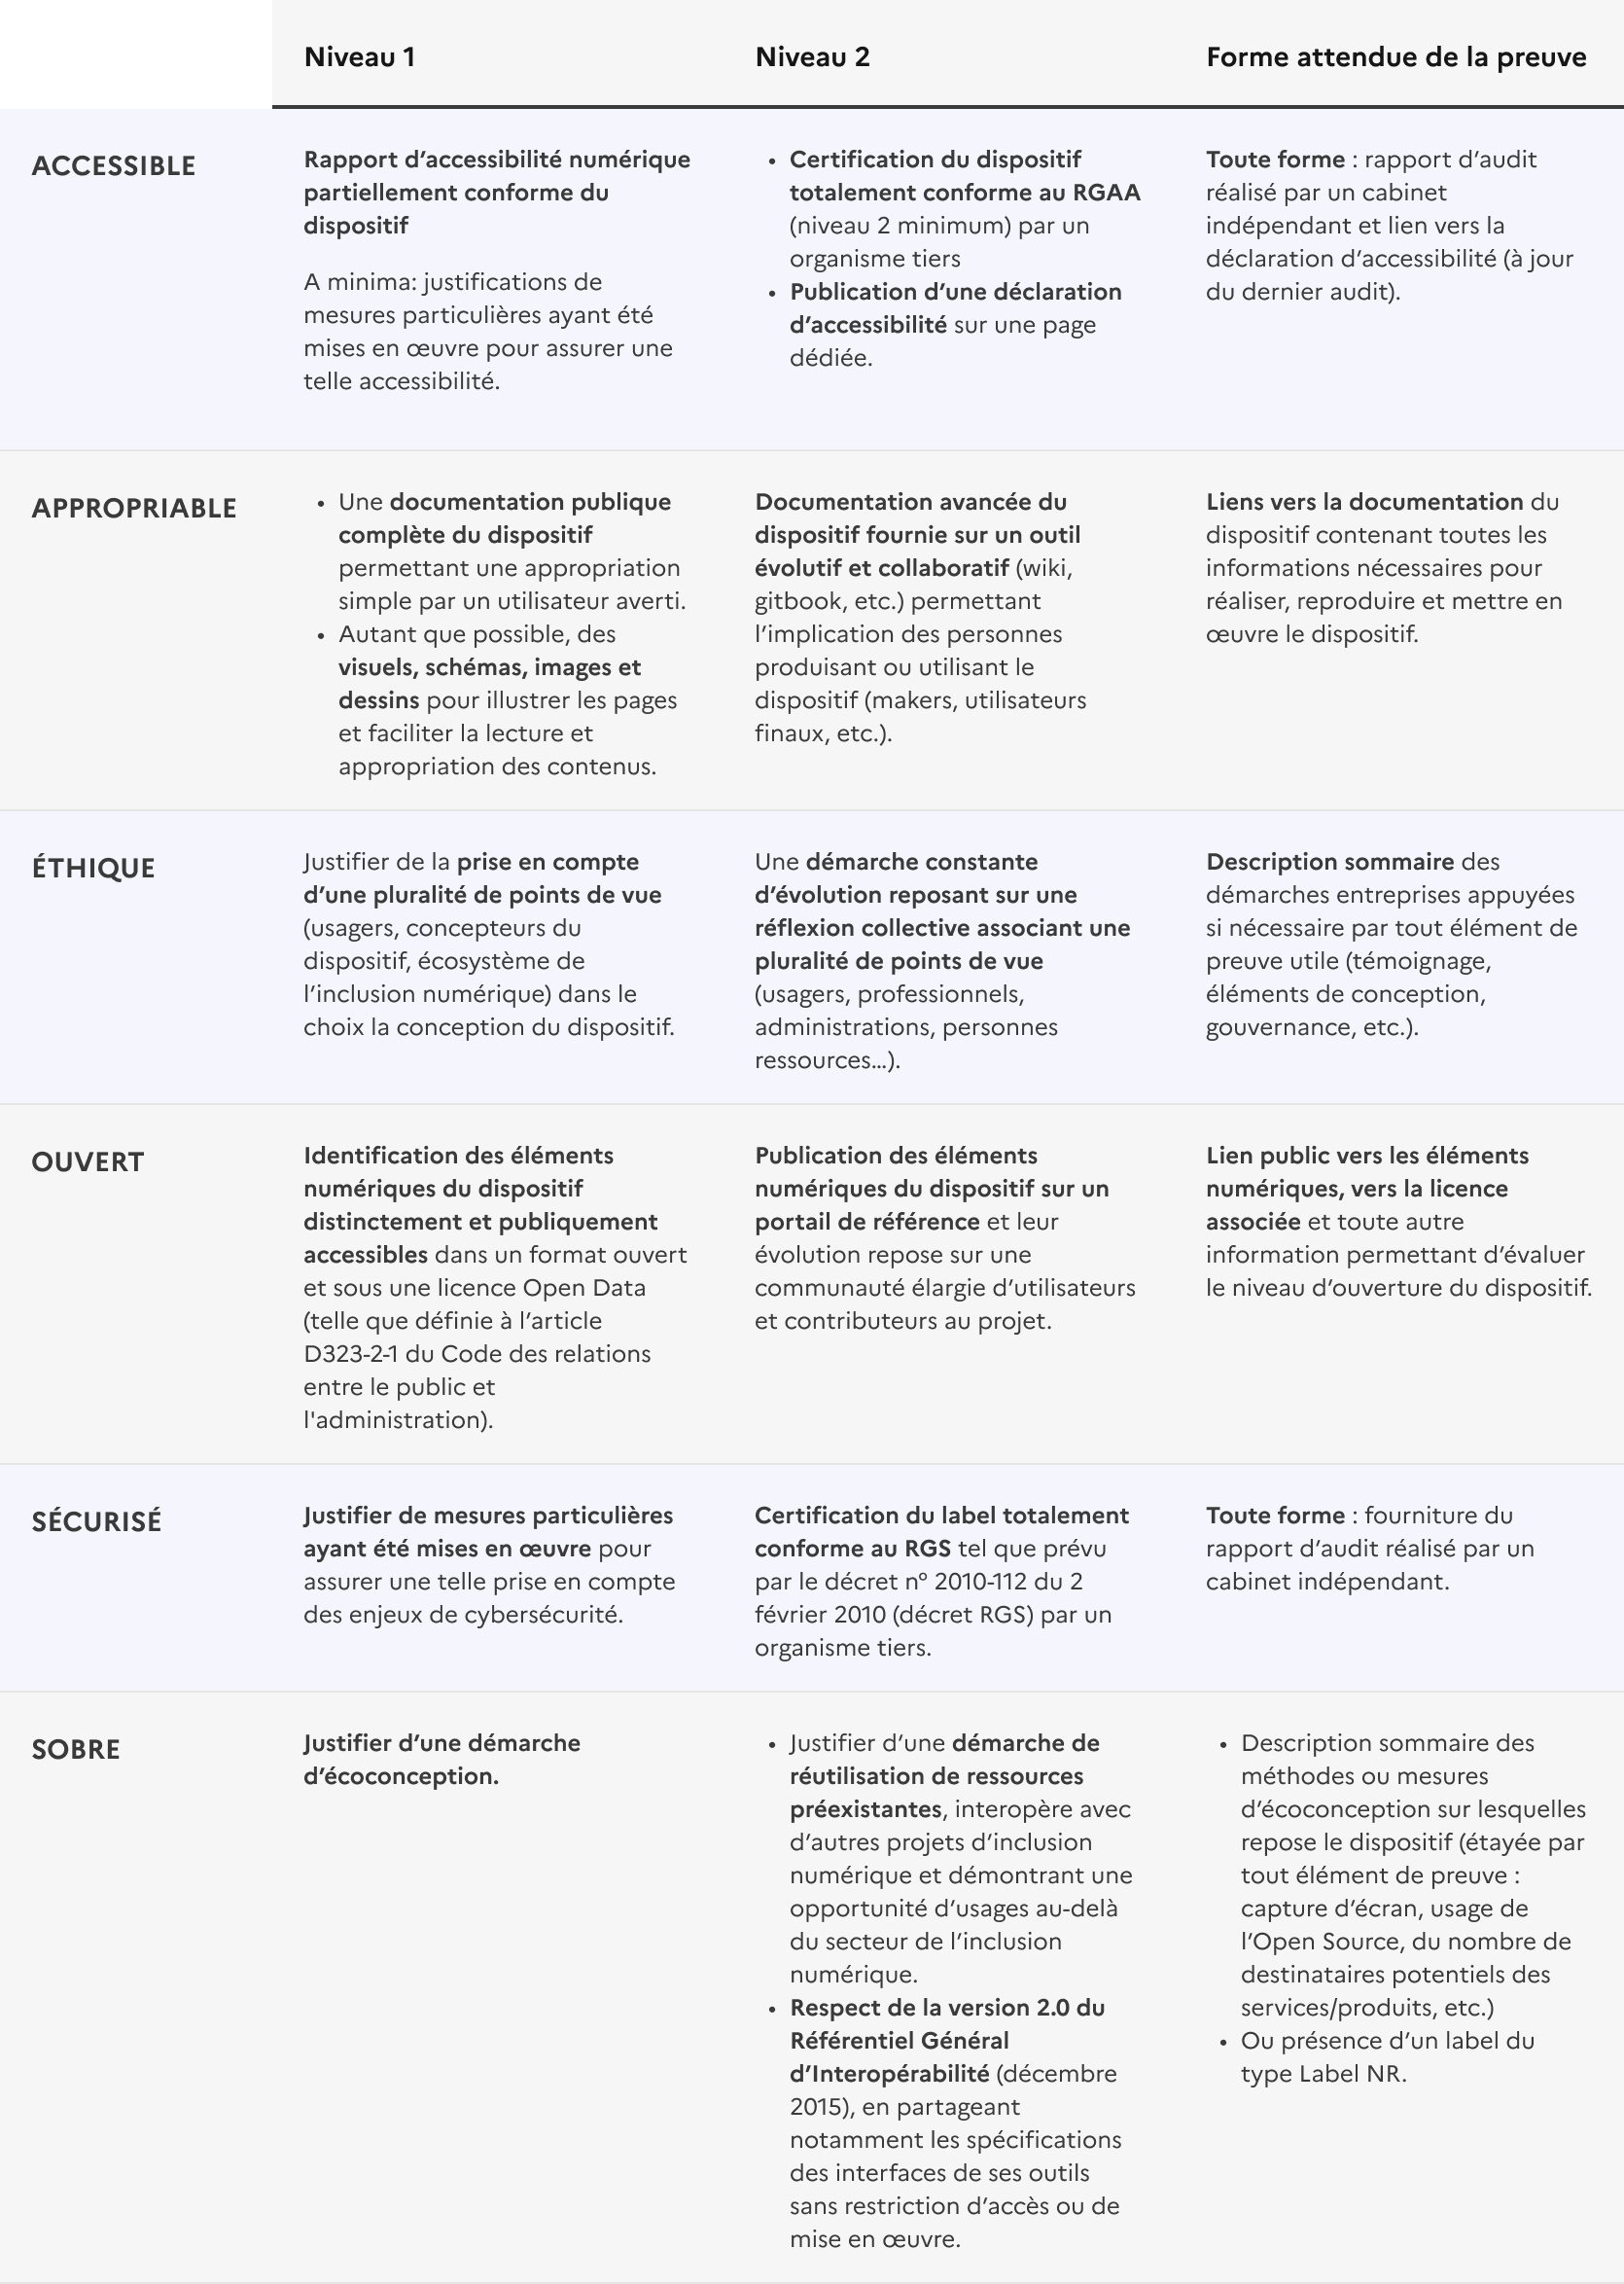 Niveau 1
Niveau 2
Forme attendue de la preuve
ACCESSIBLE
Rapport d’accessibilité numérique
partiellement conforme du
dispositif
A minima: justifications de
mesures particulières ayant été
mises en œuvre pour assurer une
telle accessibilité.
• Certification du dispositif
totalement conforme au RGAA
(niveau 2 minimum) par un
organisme tiers
• Publication d’une déclaration
d’accessibilité sur une page
dédiée.
Toute forme : rapport d’audit
réalisé par un cabinet
indépendant et lien vers la
déclaration d’accessibilité (à jour
du dernier audit).
APPROPRIABLE
• Une documentation publique
complète du dispositif
permettant une appropriation
simple par un utilisateur averti.
• Autant que possible, des
visuels, schémas, images et
dessins pour illustrer les pages
et faciliter la lecture et
appropriation des contenus.
Documentation avancée du
dispositif fournie sur un outil
évolutif et collaboratif (wiki,
gitbook, etc.) permettant
l’implication des personnes
produisant ou utilisant le
dispositif (makers, utilisateurs
finaux, etc.).
Liens vers la documentation du
dispositif contenant toutes les
informations nécessaires pour
réaliser, reproduire et mettre en
œuvre le dispositif.
ÉTHIQUE
Justifier de la prise en compte
d’une pluralité de points de vue
(usagers, concepteurs du
dispositif, écosystème de
l’inclusion numérique) dans le
choix la conception du dispositif.
Une démarche constante
d’évolution reposant sur une
réflexion collective associant une
pluralité de points de vue
(usagers, professionnels,
administrations, personnes
ressources…).
Description sommaire des
démarches entreprises appuyées
si nécessaire par tout élément de
preuve utile (témoignage,
éléments de conception,
gouvernance, etc.).
OUVERT
Identification des éléments
numériques du dispositif
distinctement et publiquement
accessibles dans un format ouvert
et sous une licence Open Data
(telle que définie à l’article
D323-2-1 du Code des relations
entre le public et
l'administration).
Publication des éléments
numériques du dispositif sur un
portail de référence et leur
évolution repose sur une
communauté élargie d’utilisateurs
et contributeurs au projet.
Lien public vers les éléments
numériques, vers la licence
associée et toute autre
information permettant d’évaluer
le niveau d’ouverture du dispositif.
SÉCURISÉ
Justifier de mesures particulières
ayant été mises en œuvre pour
assurer une telle prise en compte
des enjeux de cybersécurité.
Certification du label totalement
conforme au RGS tel que prévu
par le décret n° 2010-112 du 2
février 2010 (décret RGS) par un
organisme tiers.
Toute forme : fourniture du
rapport d’audit réalisé par un
cabinet indépendant.
SOBRE
Justifier d’une démarche
d’écoconception.
• Justifier d’une démarche de
réutilisation de ressources
préexistantes, interopère avec
d’autres projets d’inclusion
numérique et démontrant une
opportunité d’usages au-delà
du secteur de l’inclusion
numérique.
• Respect de la version 2.0 du
Référentiel Général
d’Interopérabilité (décembre
2015), en partageant
notamment les spécifications
des interfaces de ses outils
sans restriction d’accès ou de
mise en œuvre.
• Description sommaire des
méthodes ou mesures
d’écoconception sur lesquelles
repose le dispositif (étayée par
tout élément de preuve :
capture d’écran, usage de
l’Open Source, du nombre de
destinataires potentiels des
services/produits, etc.)
• Ou présence d’un label du
type Label NR.